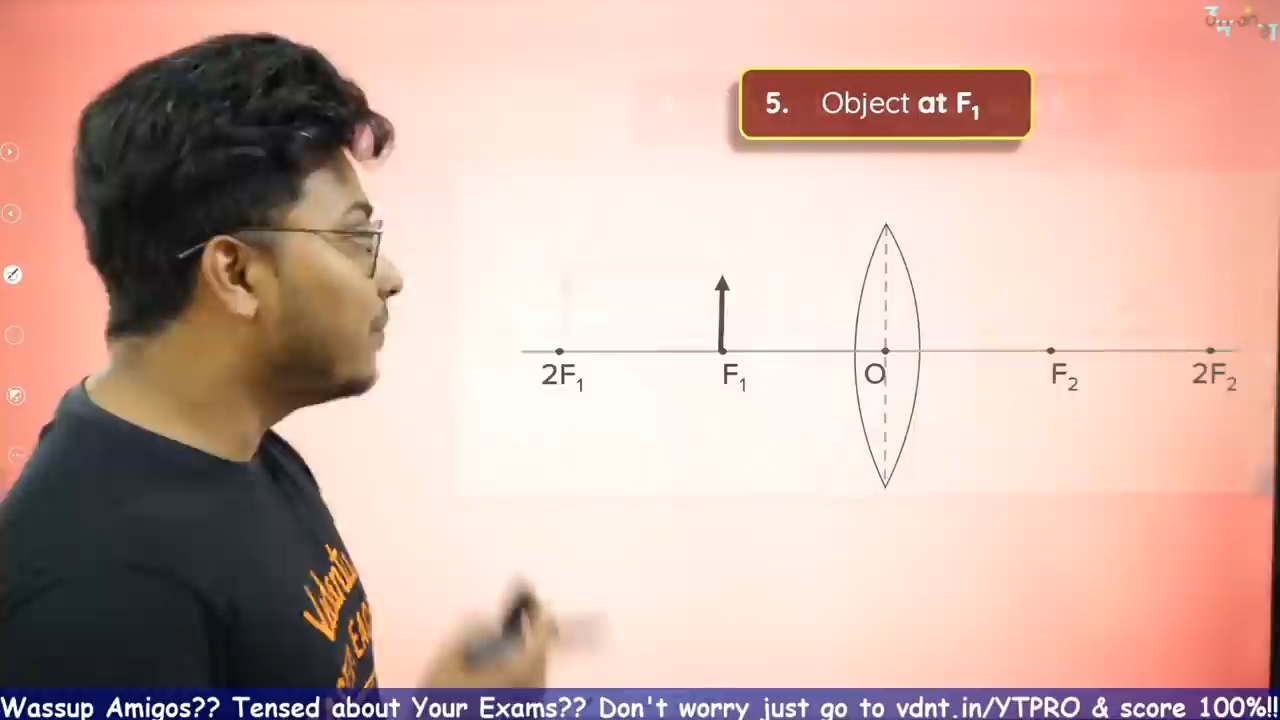 5. Object at F₁
2F₁ F₁ O F₂ 2F₂
Vedantu
Wassup Amigos?? Tensed about Your Exams?? Don't worry just go to vdnt.in/YTPRO & score 100%!!